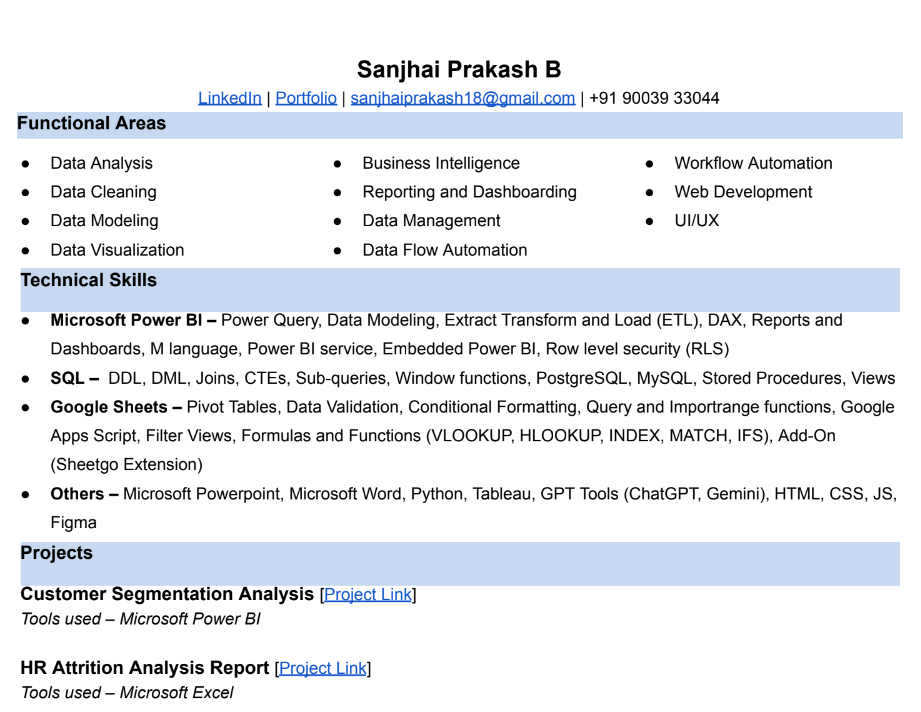 Sanjhai Prakash B
LinkedIn | Portfolio | sanjhaiprakash18@gmail.com | +91 90039 33044
Functional Areas
● Data Analysis
● Data Cleaning
● Data Modeling
● Data Visualization
● Business Intelligence
● Reporting and Dashboarding
● Data Management
● Data Flow Automation
● Workflow Automation
● Web Development
● UI/UX
Technical Skills
● Microsoft Power BI – Power Query, Data Modeling, Extract Transform and Load (ETL), DAX, Reports and
Dashboards, M language, Power BI service, Embedded Power BI, Row level security (RLS)
● SQL – DDL, DML, Joins, CTEs, Sub-queries, Window functions, PostgreSQL, MySQL, Stored Procedures, Views
● Google Sheets – Pivot Tables, Data Validation, Conditional Formatting, Query and Importrange functions, Google
Apps Script, Filter Views, Formulas and Functions (VLOOKUP, HLOOKUP, INDEX, MATCH, IFS), Add-On
(Sheetgo Extension)
● Others – Microsoft Powerpoint, Microsoft Word, Python, Tableau, GPT Tools (ChatGPT, Gemini), HTML, CSS, JS,
Figma
Projects
Customer Segmentation Analysis [Project Link]
Tools used – Microsoft Power BI
HR Attrition Analysis Report [Project Link]
Tools used – Microsoft Excel